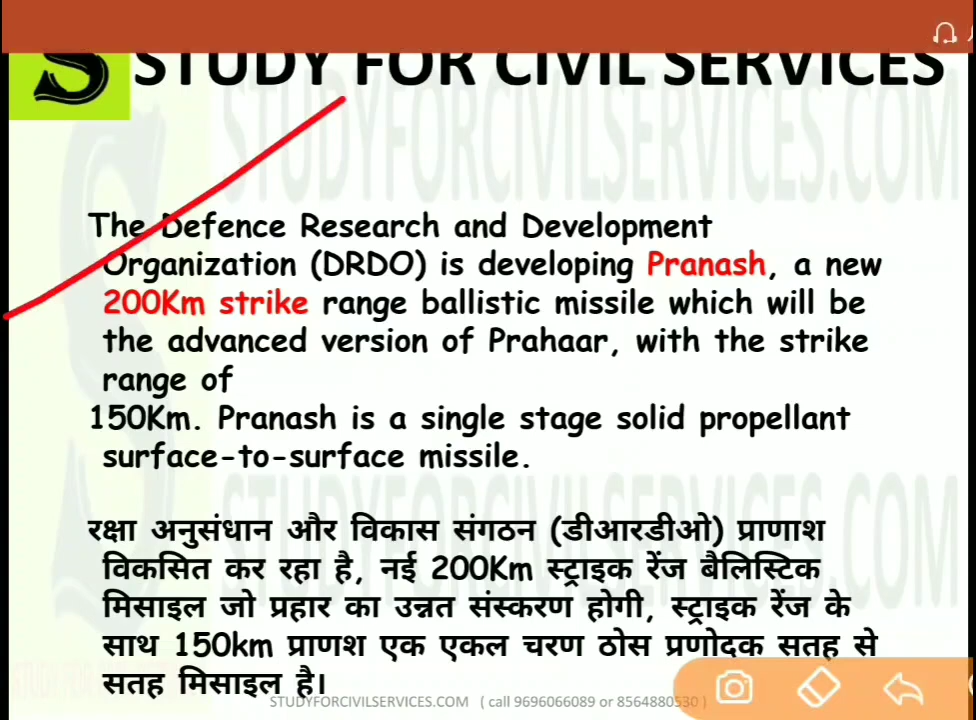 STUDY FOR CIVIL SERVICES
STUDYFORCIVILSERVICES.COM
The Defence Research and Development
Organization (DRDO) is developing Pranash, a new
200Km strike range ballistic missile which will be
the advanced version of Prahaar, with the strike
range of
150Km. Pranash is a single stage solid propellant
surface-to-surface missile.
STUDYFORCIVILSERVICES.COM
रक्षा अनुसंधान और विकास संगठन (डीआरडीओ) प्राणाश
विकसित कर रहा है, नई 200Km स्ट्राइक रेंज बैलिस्टिक
मिसाइल जो प्रहार का उन्नत संस्करण होगी, स्ट्राइक रेंज के
साथ 150km प्राणश एक एकल चरण ठोस प्रणोदक सतह से
सतह मिसाइल है।
STUDYFORCIVILSERVICES.COM ( call 9696066089 or 8564880530 )